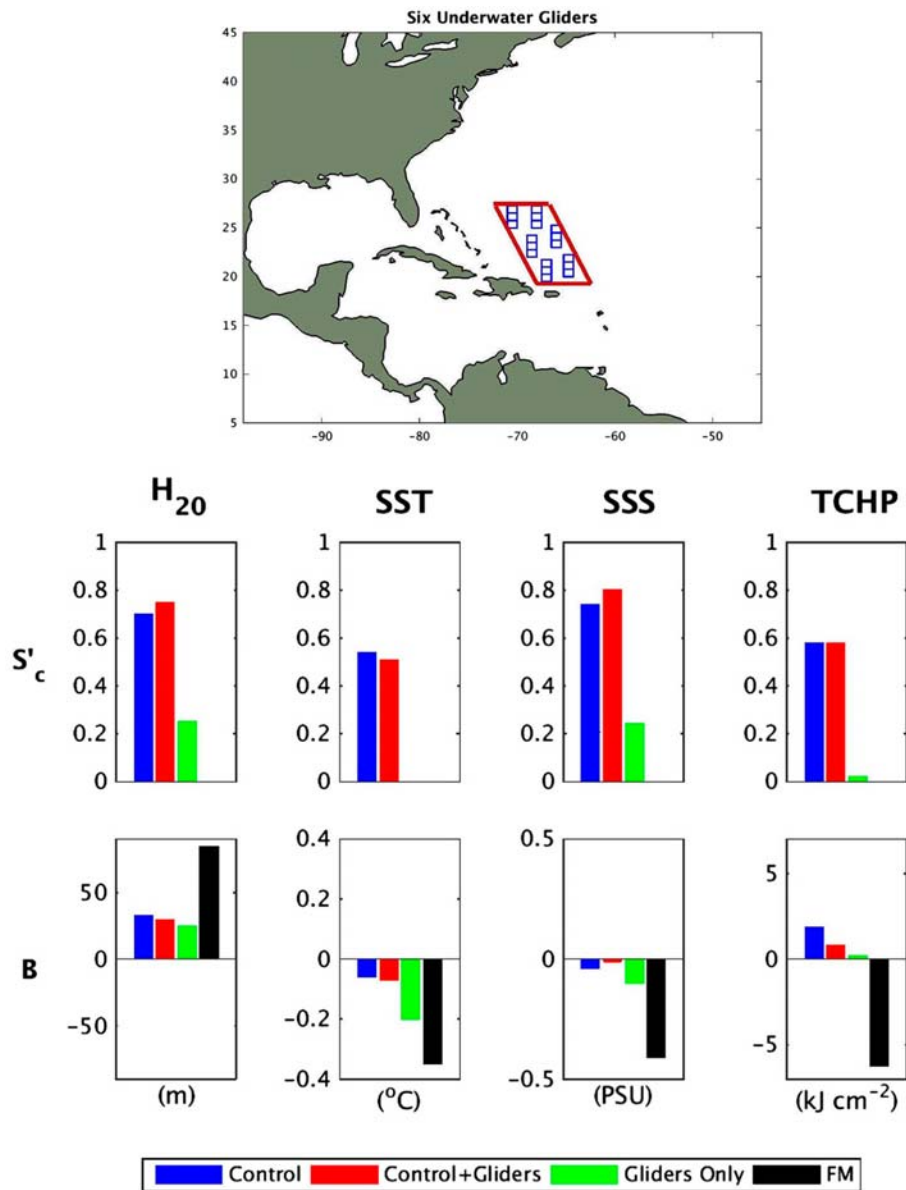 Six Underwater Gliders
45
40
35
30
25
20
15
10
5
-90 -80 -70 -60 -50
H20 SST SSS TCHP
S'c
1 1 1 1
0.8 0.8 0.8 0.8
0.6 0.6 0.6 0.6
0.4 0.4 0.4 0.4
0.2 0.2 0.2 0.2
0 0 0 0
B
50 0.4 0.5 5
0.2
0 0 0 0
-0.2
-50 -0.4 -0.5 -5
(m) (°C) (PSU) (kJ cm-2)
Control Control+Gliders Gliders Only FM